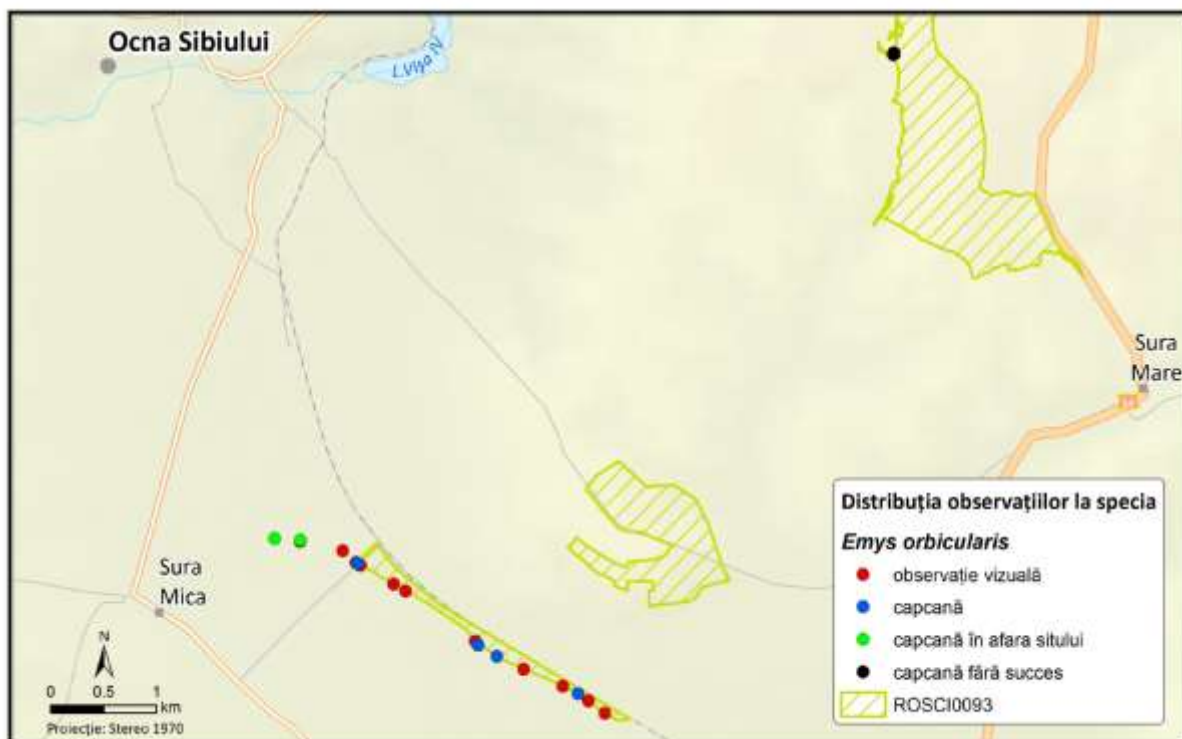 Ocna Sibiului
L.Vița IV
Sura
Mare
Sura
Mica
N
0 0.5 1
km
Proiecție: Stereo 1970
Distribuția observațiilor la specia
Emys orbicularis
observație vizuală
capcană
capcană în afara sitului
capcană fără succes
ROSCI0093